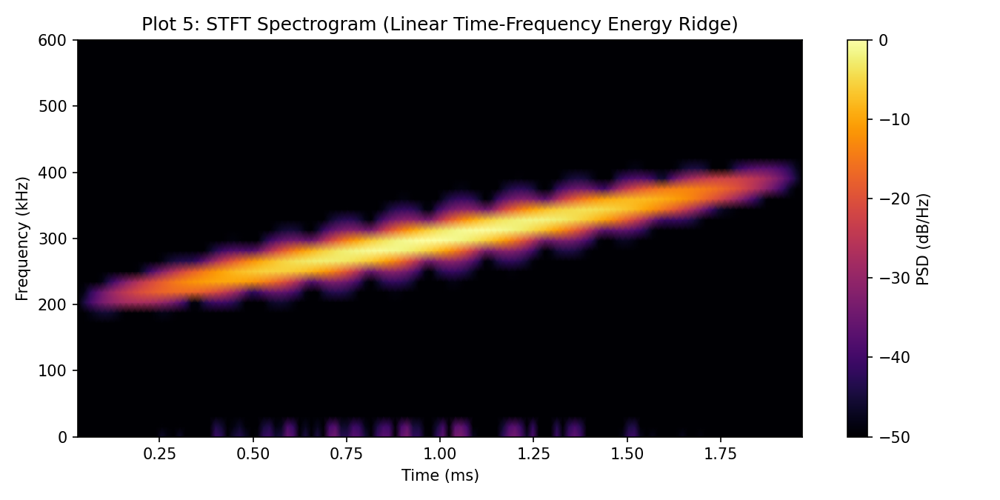 Plot 5: STFT Spectrogram (Linear Time-Frequency Energy Ridge)
600
500
400
300
200
100
0
Frequency (kHz)
0.25 0.50 0.75 1.00 1.25 1.50 1.75
Time (ms)
0
−10
−20
−30
−40
−50
PSD (dB/Hz)